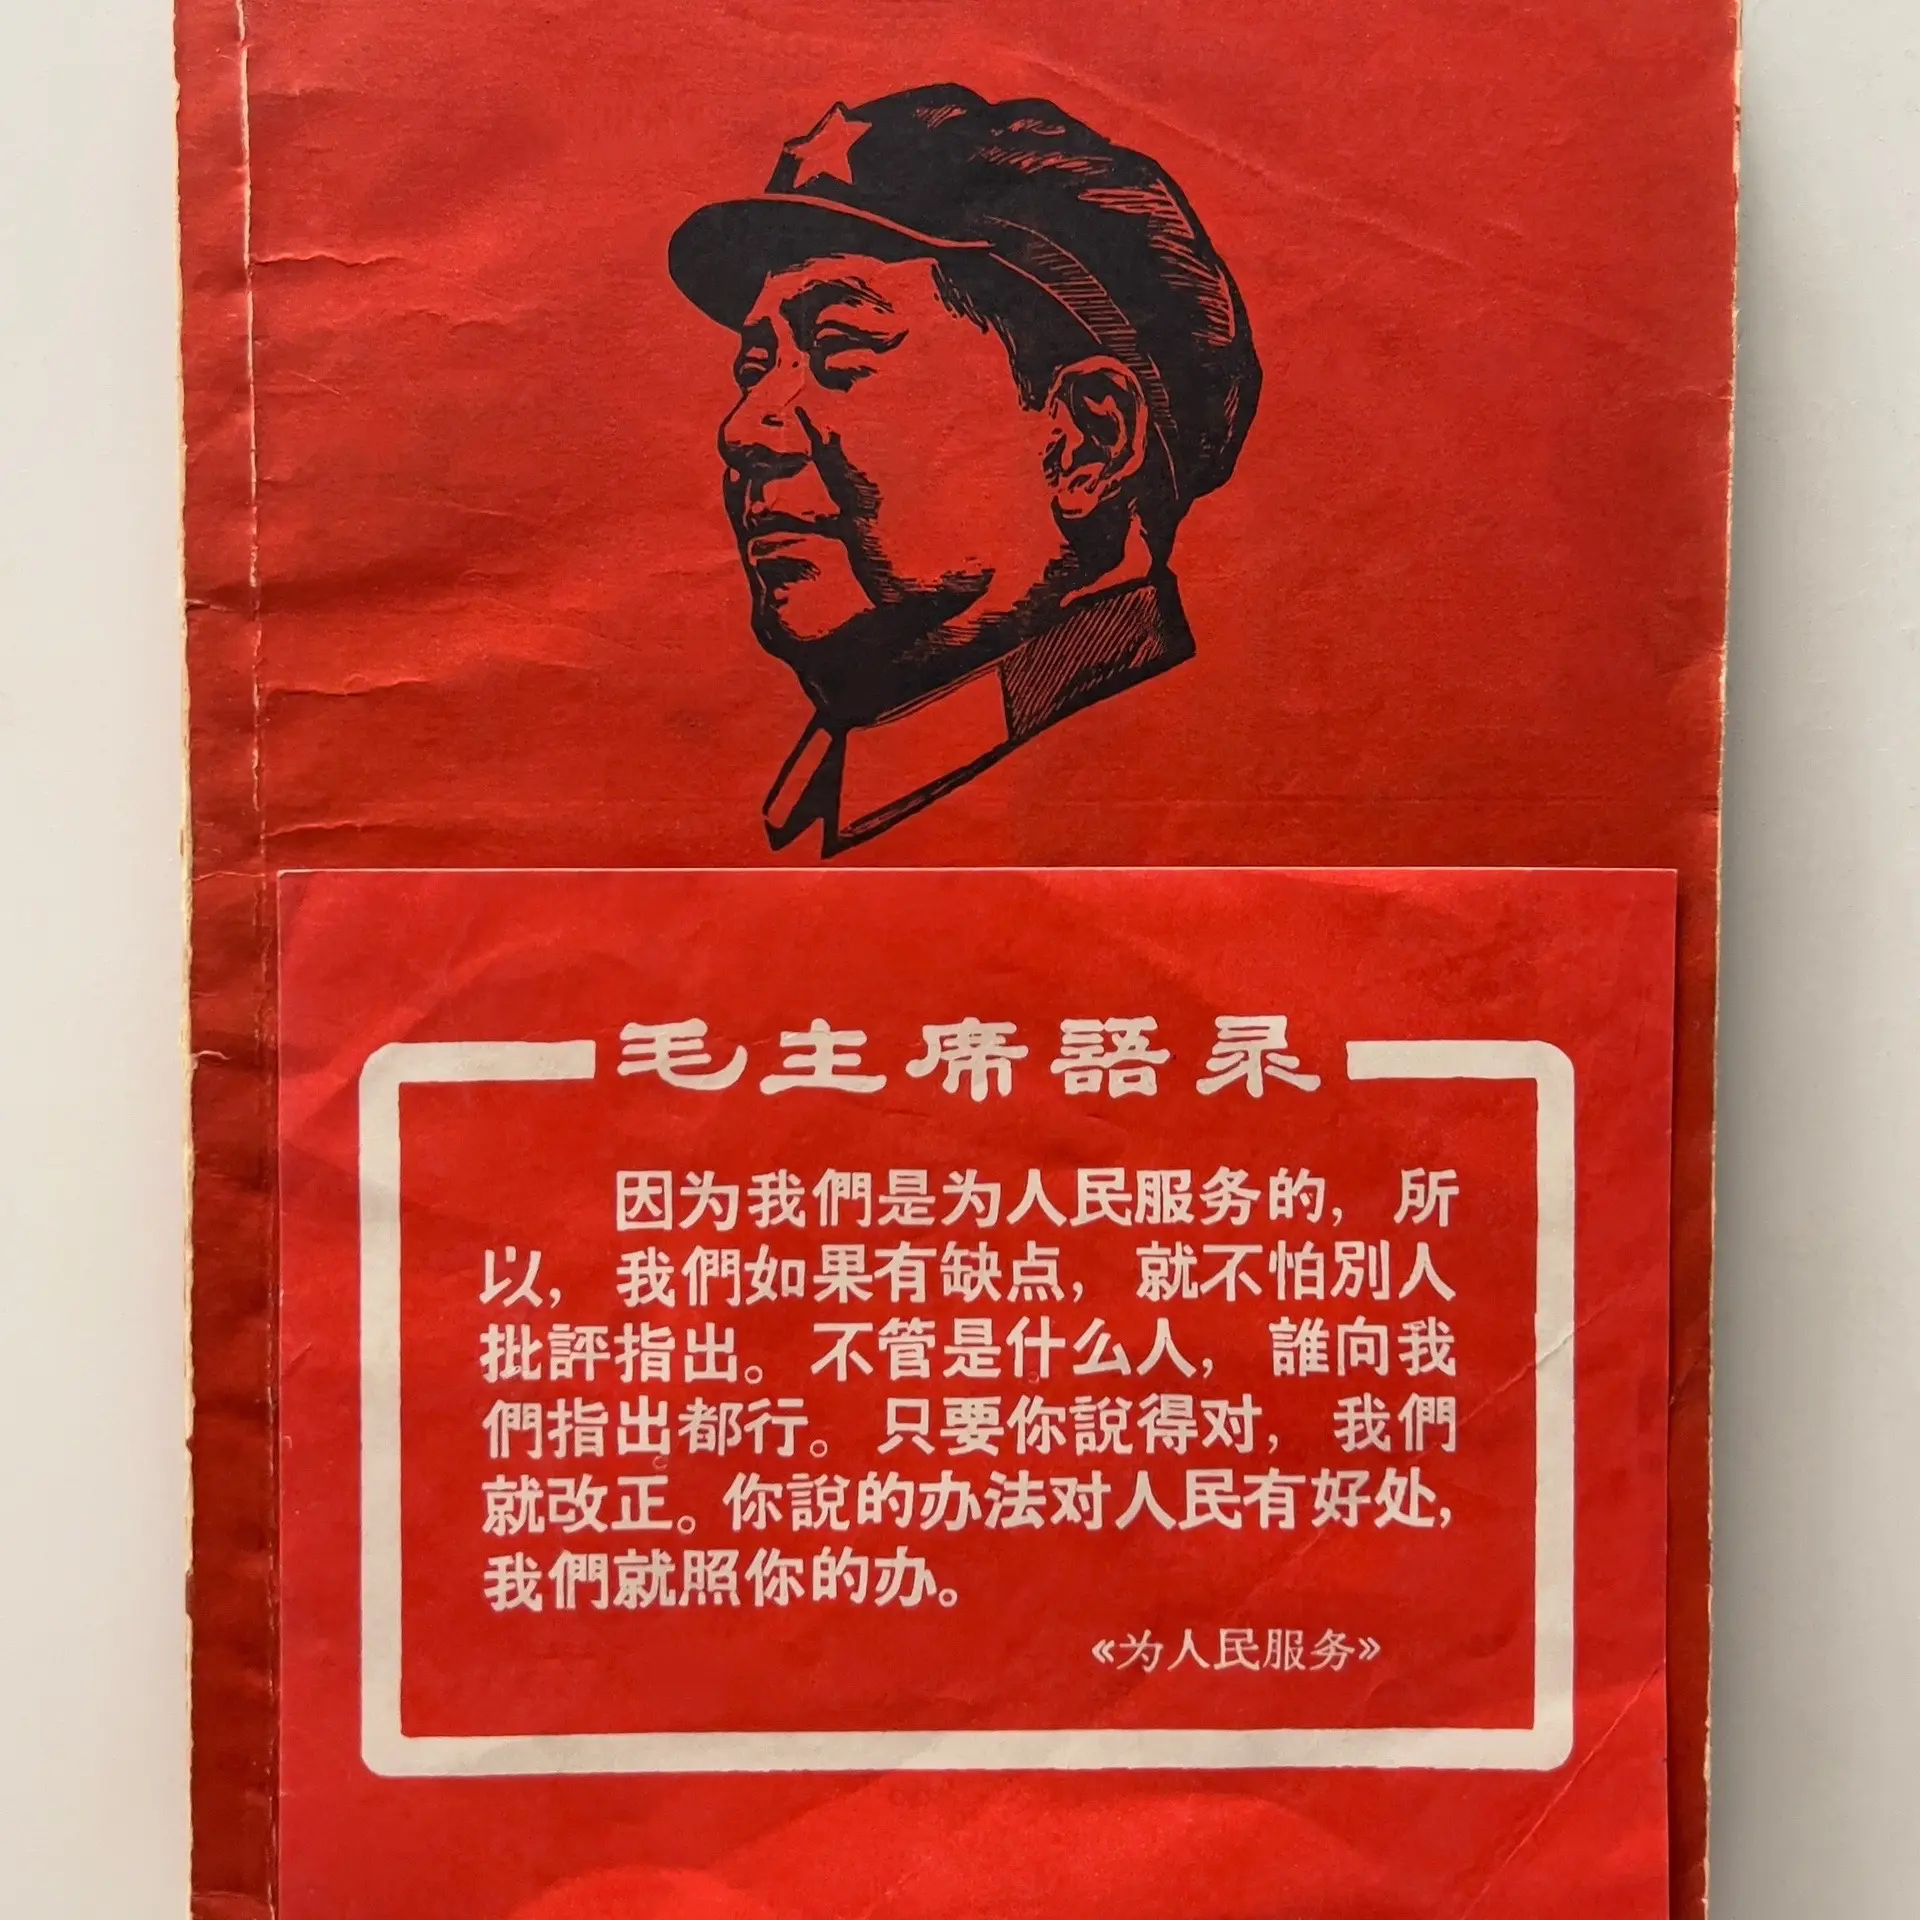 毛主席語录
因为我們是为人民服务的，所
以，我們如果有缺点，就不怕別人
批評指出。不管是什么人，誰向我
們指出都行。只要你說得对，我們
就改正。你說的办法对人民有好处，
我們就照你的办。
《为人民服务》